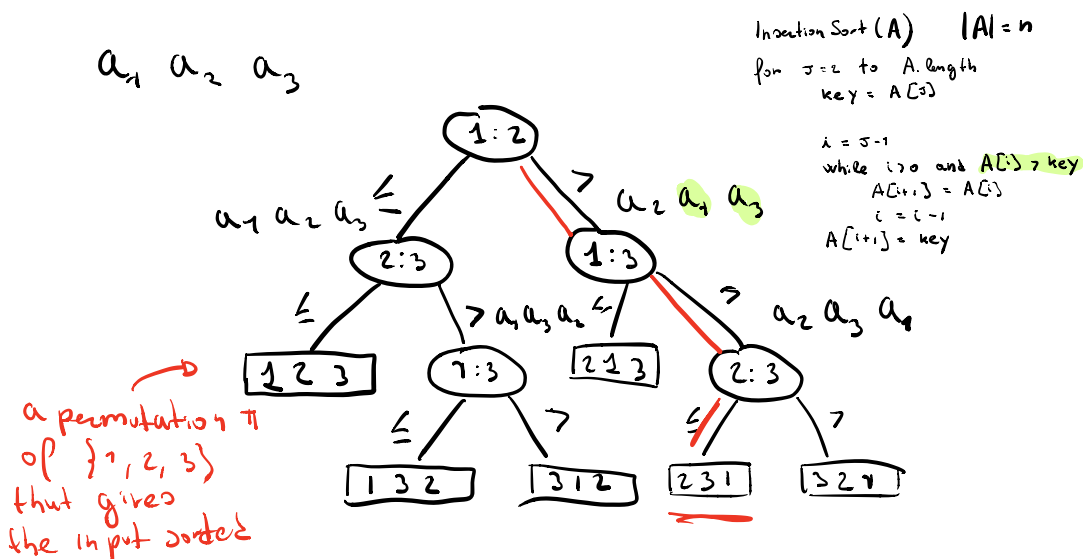 a₁ a₂ a₃
Insertion Sort (A) |A| = n
for J=2 to A.length
key = A[J]
i = J-1
while i>0 and A[i] > key
A[i+1] = A[i]
i = i-1
A[i+1] = key
1:2
≤
>
a₁ a₂ a₃
a₂ a₁ a₃
2:3
1:3
≤
> a₁ a₃ a₂
≤
>
a₂ a₃ a₁
1 2 3
1:3
2 1 3
2:3
≤
>
≤
>
1 3 2
3 1 2
2 3 1
3 2 1
a permutation π
of {1, 2, 3}
that gives
the input sorted